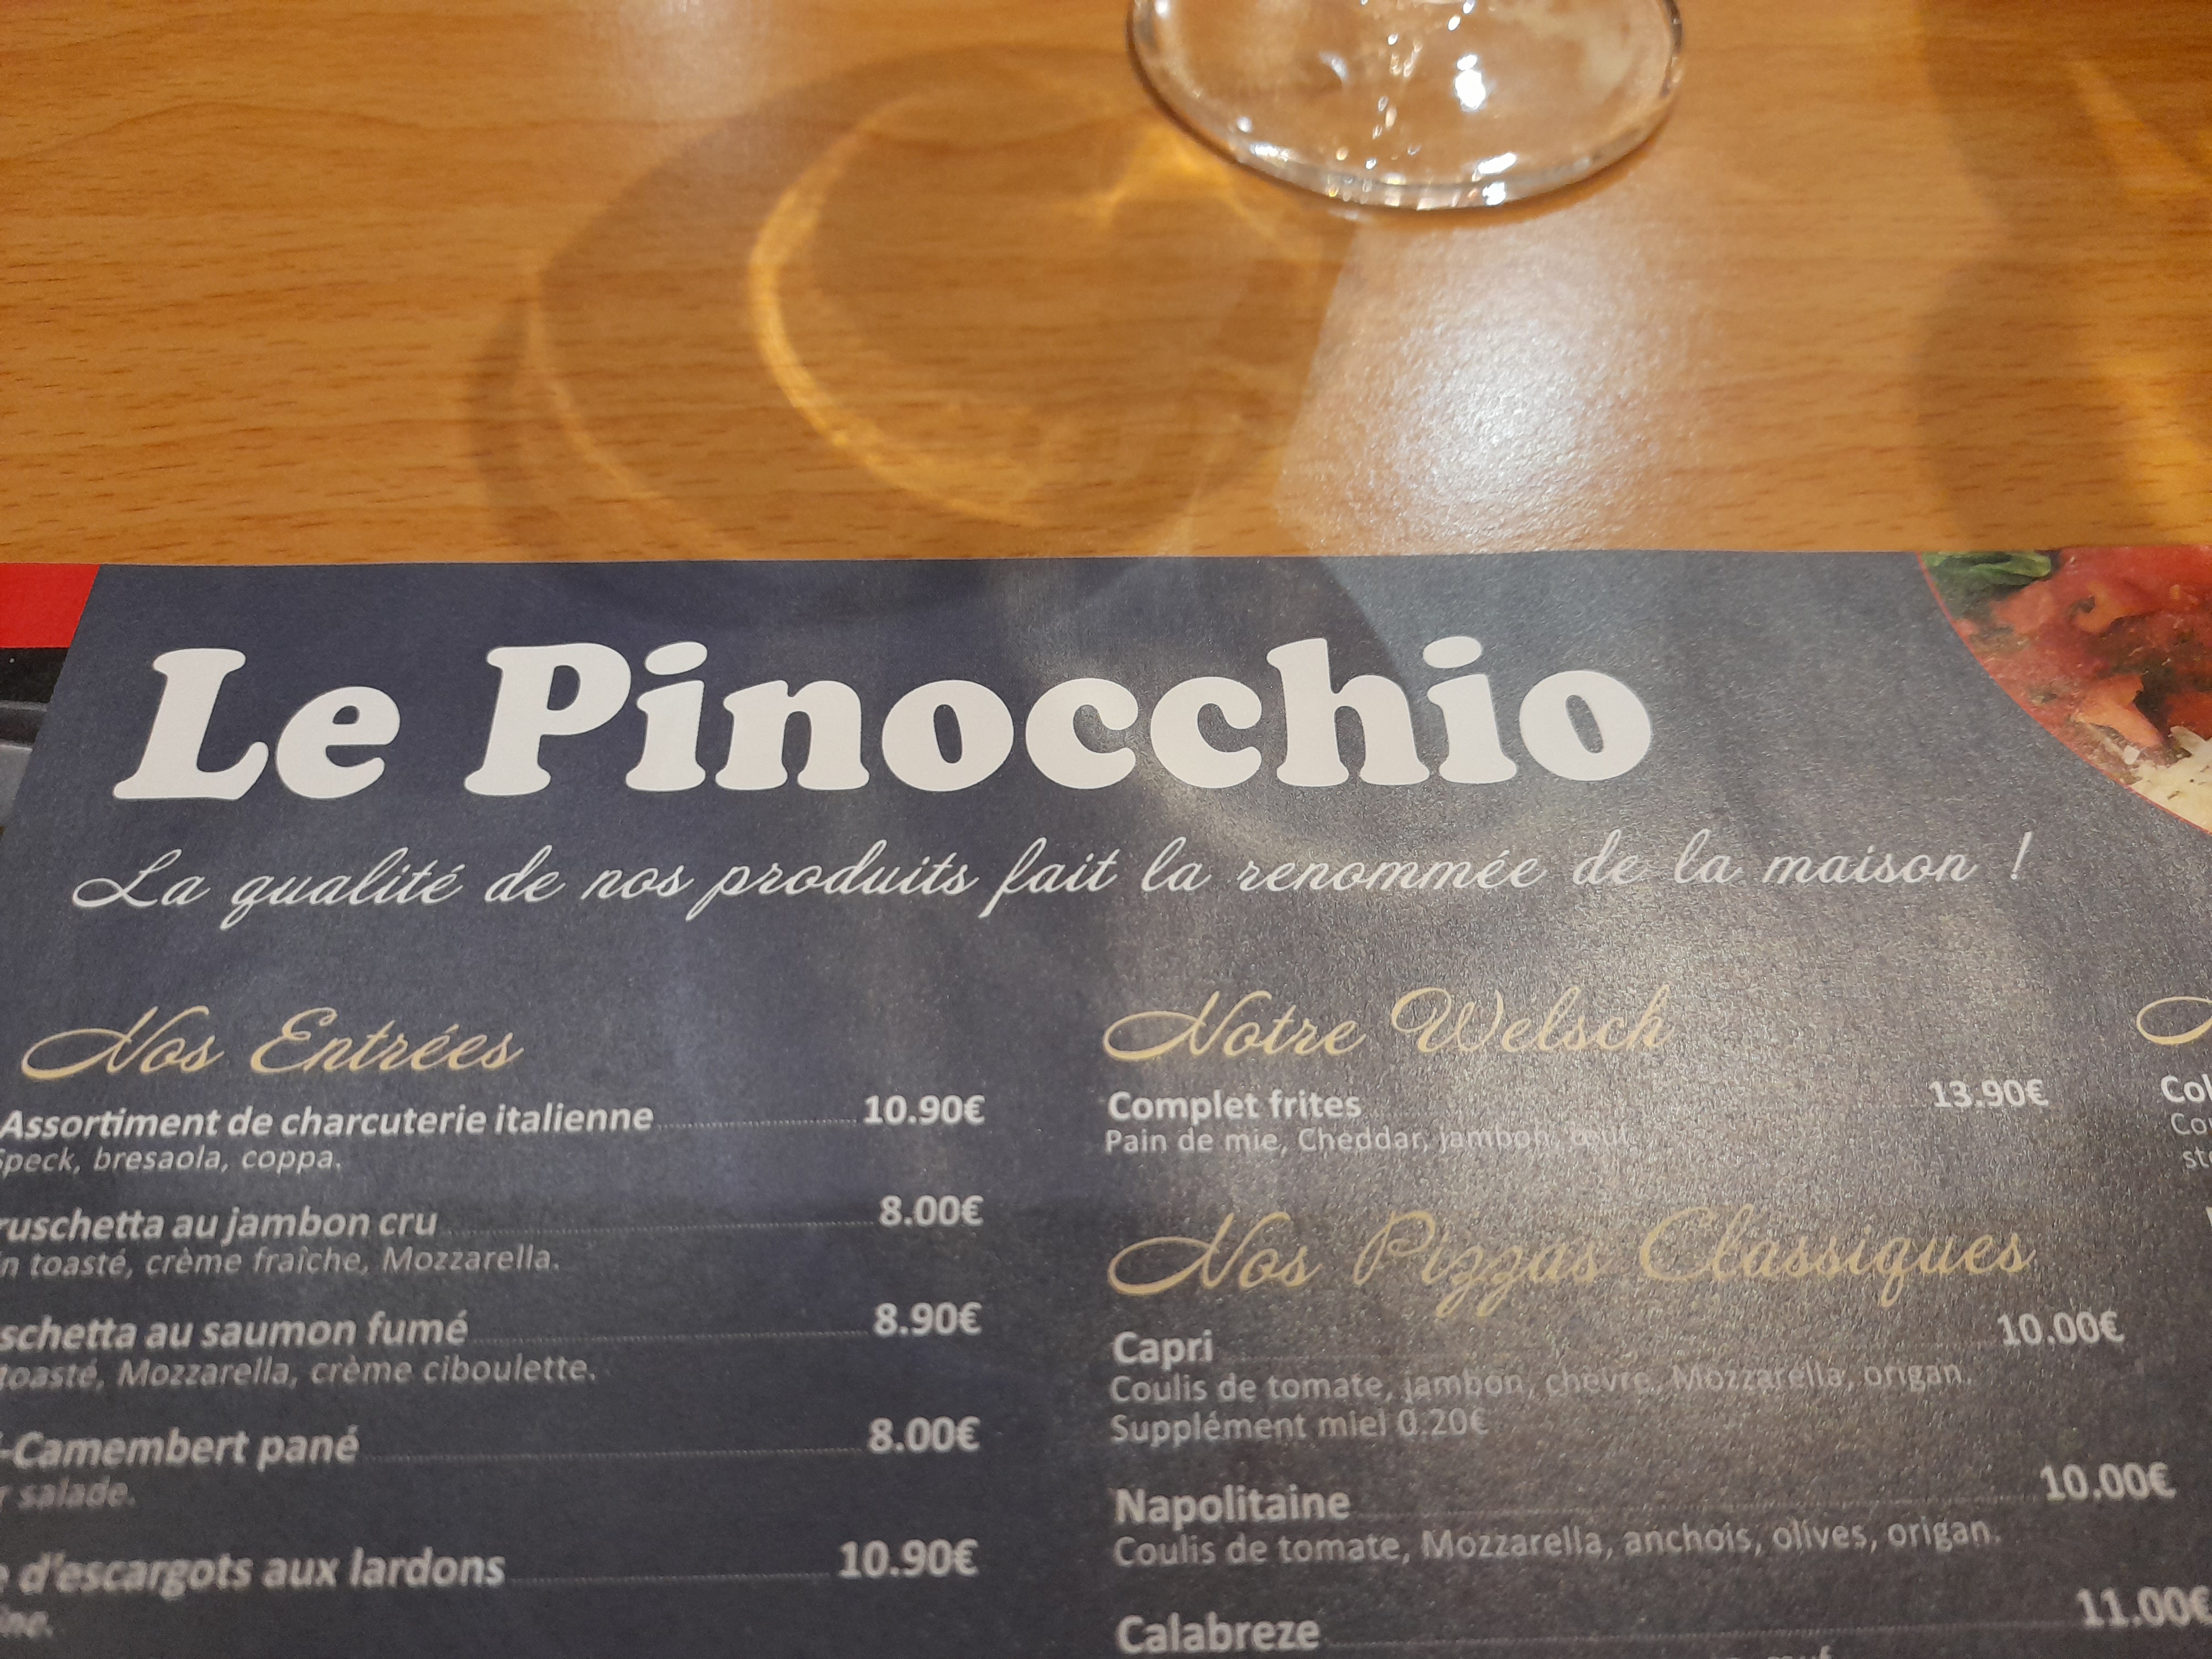 Le Pinocchio
La qualité de nos produits fait la renommée de la maison !
Nos Entrées
Assortiment de charcuterie italienne 10.90€
Speck, bresaola, coppa.
ruschetta au jambon cru 8.00€
n toasté, crème fraîche, Mozzarella.
schetta au saumon fumé 8.90€
toasté, Mozzarella, crème ciboulette.
-Camembert pané 8.00€
salade.
d'escargots aux lardons 10.90€
Notre Welsch
Complet frites 13.90€
Pain de mie, Cheddar, jambon, œuf.
Nos Pizzas Classiques
Capri 10.00€
Coulis de tomate, jambon, chèvre, Mozzarella, origan.
Supplément miel 0.20€
Napolitaine 10.00€
Coulis de tomate, Mozzarella, anchois, olives, origan.
Calabreze 11.00€
Col
Cou